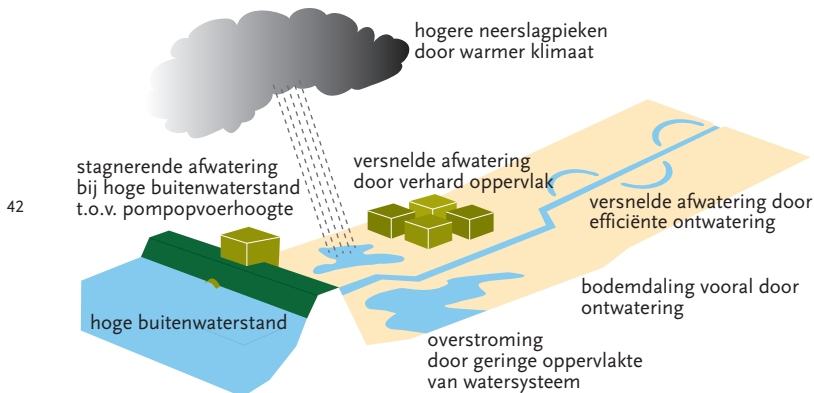 hogere neerslagpieken
door warmer klimaat
stagnerende afwatering
bij hoge buitenwaterstand
t.o.v. pompopvoerhoogte
versnelde afwatering
door verhard oppervlak
42
versnelde afwatering door
efficiënte ontwatering
bodemdaling vooral door
ontwatering
hoge buitenwaterstand
overstroming
door geringe oppervlakte
van watersysteem